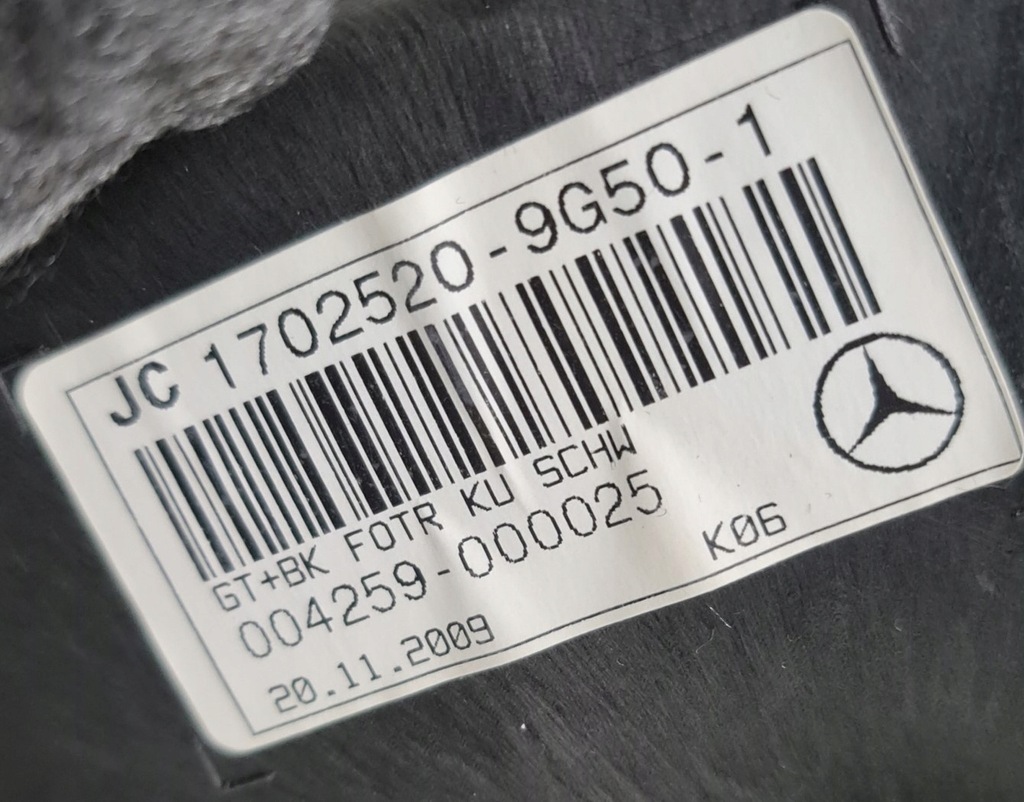 JC 1702520-9G50-1
GT+BK FOTR KU SCHW
004259-000025
K06
20.11.2009